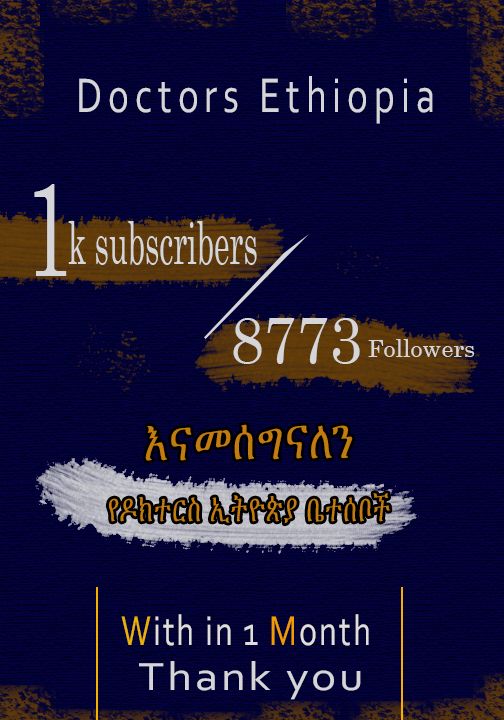 Doctors Ethiopia
1k subscribers
8773 Followers
እናመሰግናለን
የዶክተርስ ኢትዮጵያ ቤተሰቦች
With in 1 Month
Thank you